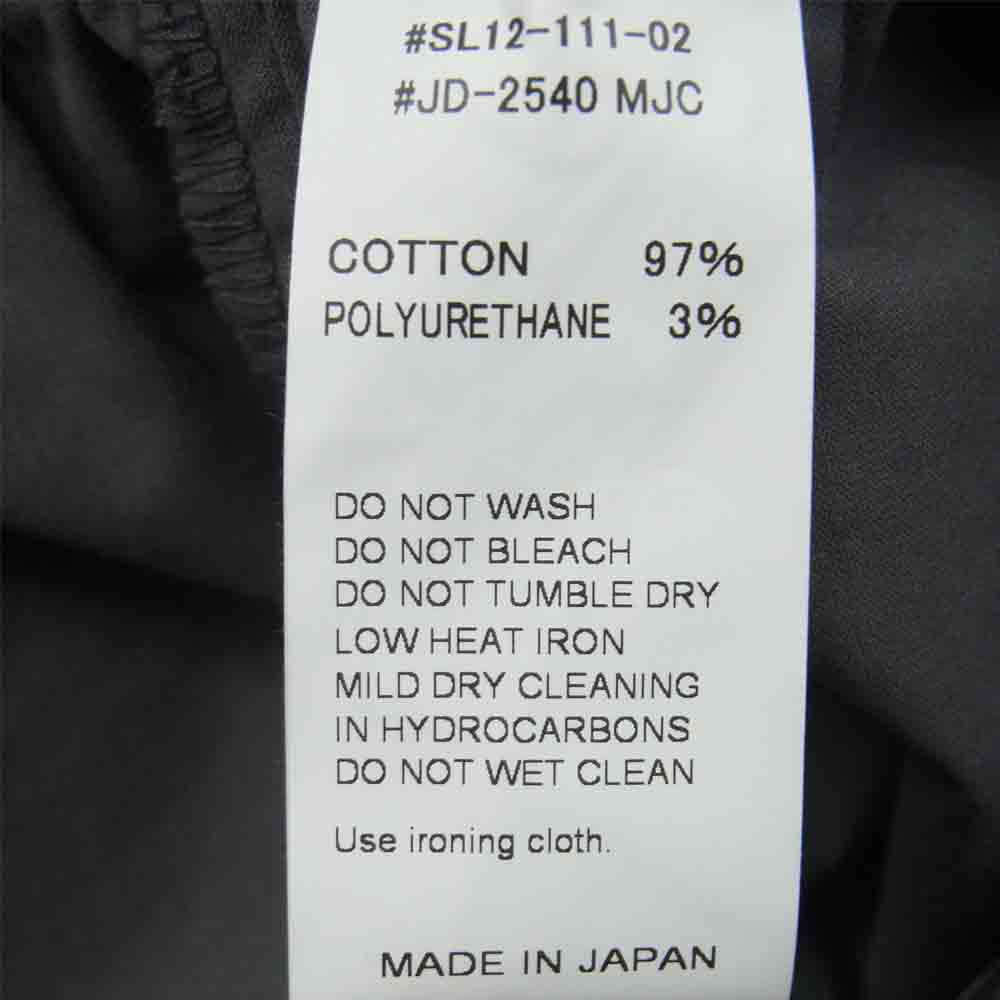 #SL12-111-02
#JD-2540 MJC
COTTON 97%
POLYURETHANE 3%
DO NOT WASH
DO NOT BLEACH
DO NOT TUMBLE DRY
LOW HEAT IRON
MILD DRY CLEANING
IN HYDROCARBONS
DO NOT WET CLEAN
Use ironing cloth.
MADE IN JAPAN